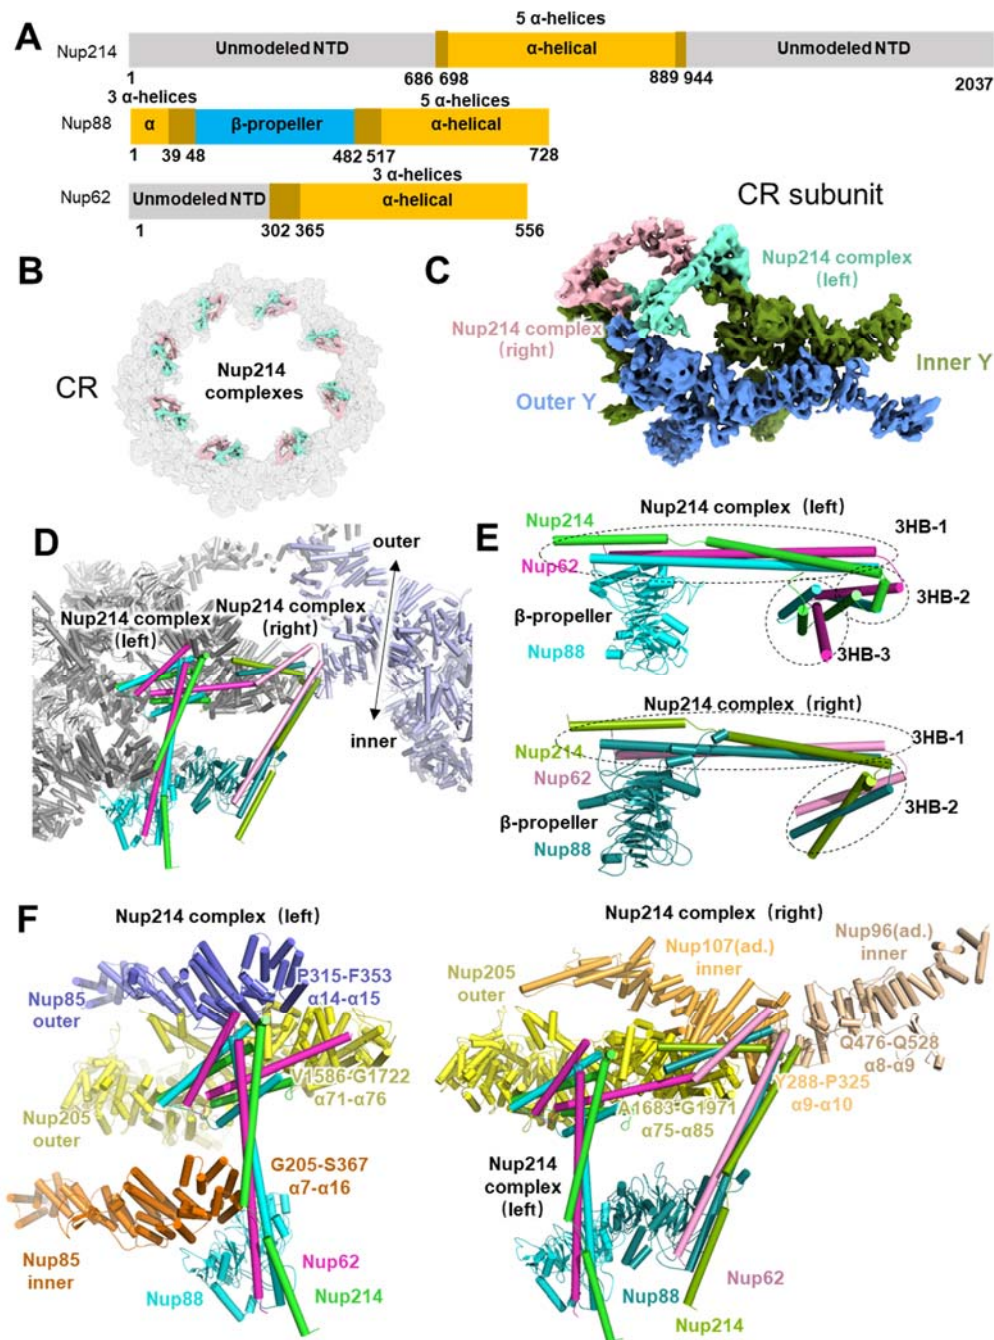 A
5 α-helices
Nup214
Unmodeled NTD
α-helical
Unmodeled NTD
1
686 698
889 944
2037
3 α-helices
5 α-helices
Nup88
α
β-propeller
α-helical
1
39 48
482 517
728
3 α-helices
Nup62
Unmodeled NTD
α-helical
1
302 365
556
B
CR
Nup214
complexes
CR subunit
C
Nup214 complex
(left)
Nup214 complex
(right)
Inner Y
Outer Y
D
outer
Nup214 complex
(left)
Nup214 complex
(right)
inner
E
Nup214 complex (left)
Nup214
3HB-1
Nup62
3HB-2
β-propeller
Nup88
3HB-3
Nup214 complex (right)
Nup214
3HB-1
Nup62
3HB-2
β-propeller
Nup88
F
Nup214 complex (left)
Nup85
outer
P315-F353
α14-α15
V1586-G1722
α71-α76
Nup205
outer
G205-S367
α7-α16
Nup85
inner
Nup88
Nup62
Nup214
Nup214 complex (right)
Nup107(ad.)
inner
Nup96(ad.)
inner
Nup205
outer
Q476-Q528
α8-α9
Y288-P325
α9-α10
A1683-G1971
α75-α85
Nup214
complex
(left)
Nup62
Nup88
Nup214